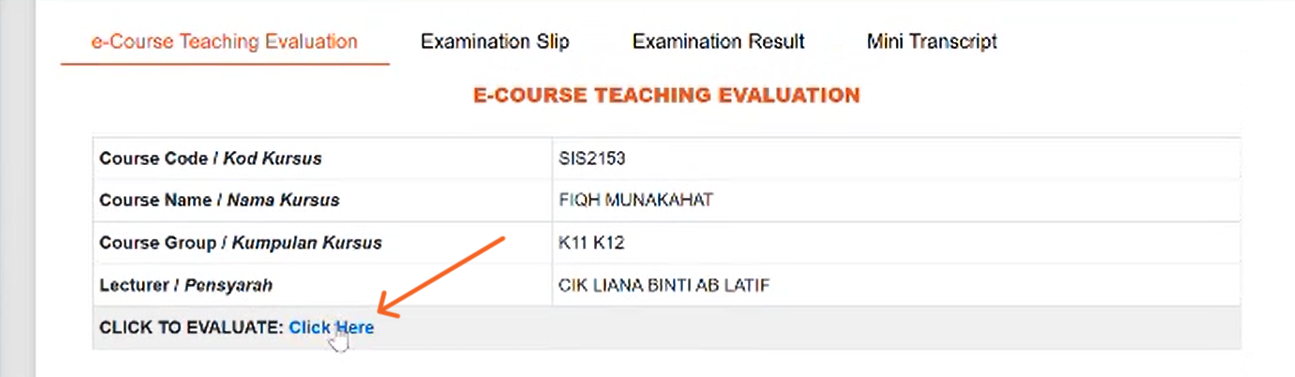 e-Course Teaching Evaluation Examination Slip Examination Result Mini Transcript
E-COURSE TEACHING EVALUATION
Course Code / Kod Kursus SIS2153
Course Name / Nama Kursus FIQH MUNAKAHAT
Course Group / Kumpulan Kursus K11 K12
Lecturer / Pensyarah CIK LIANA BINTI AB LATIF
CLICK TO EVALUATE: Click Here